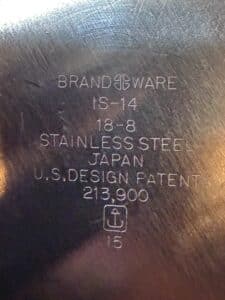 BRAND WARE
IS-14
18-8
STAINLESS STEEL
JAPAN
U.S. DESIGN PATENT
213,900
15